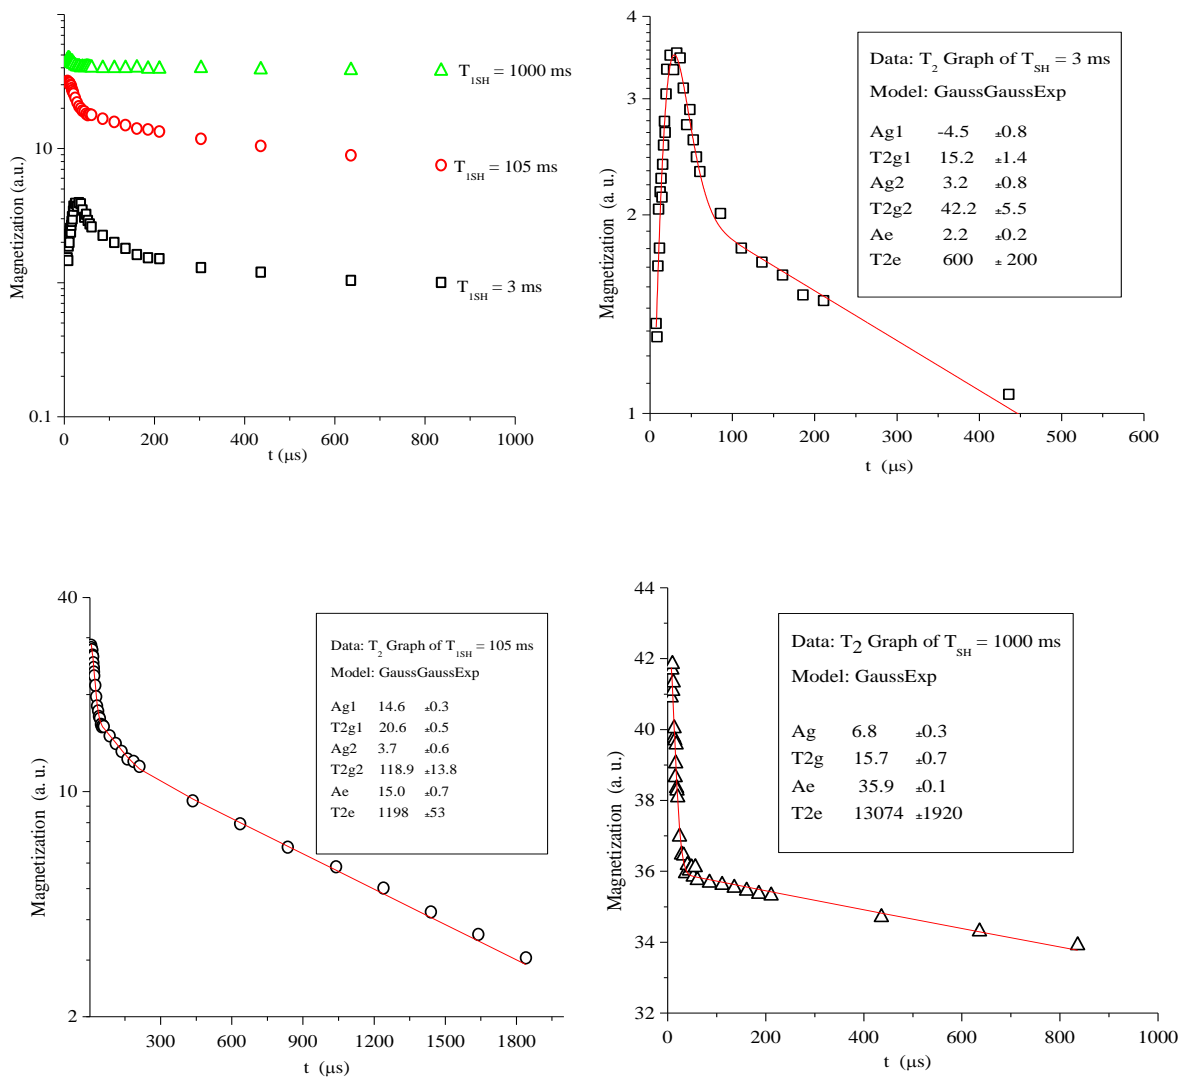 Magnetization (a.u.)
10
0.1
0 200 400 600 800 1000
t (μs)
T1SH = 1000 ms
T1SH = 105 ms
T1SH = 3 ms
Magnetization (a. u.)
4
3
2
1
0 100 200 300 400 500 600
t (μs)
Data: T2 Graph of TSH = 3 ms
Model: GaussGaussExp
Ag1 -4.5 ±0.8
T2g1 15.2 ±1.4
Ag2 3.2 ±0.8
T2g2 42.2 ±5.5
Ae 2.2 ±0.2
T2e 600 ± 200
Magnetization (a. u.)
40
10
2
300 600 900 1200 1500 1800
t (μs)
Data: T2 Graph of T1SH = 105 ms
Model: GaussGaussExp
Ag1 14.6 ±0.3
T2g1 20.6 ±0.5
Ag2 3.7 ±0.6
T2g2 118.9 ±13.8
Ae 15.0 ±0.7
T2e 1198 ±53
Magnetization (a. u.)
44
42
40
38
36
34
32
0 200 400 600 800 1000
t (μs)
Data: T2 Graph of TSH = 1000 ms
Model: GaussExp
Ag 6.8 ±0.3
T2g 15.7 ±0.7
Ae 35.9 ±0.1
T2e 13074 ±1920